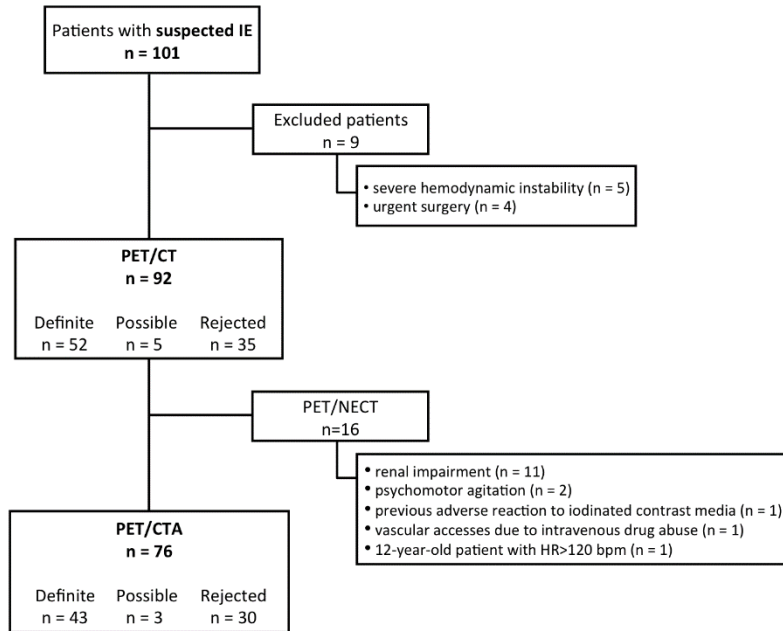 Patients with suspected IE
n = 101
Excluded patients
n = 9
• severe hemodynamic instability (n = 5)
• urgent surgery (n = 4)
PET/CT
n = 92
Definite Possible Rejected
n = 52 n = 5 n = 35
PET/NECT
n=16
• renal impairment (n = 11)
• psychomotor agitation (n = 2)
• previous adverse reaction to iodinated contrast media (n = 1)
• vascular accesses due to intravenous drug abuse (n = 1)
• 12-year-old patient with HR>120 bpm (n = 1)
PET/CTA
n = 76
Definite Possible Rejected
n = 43 n = 3 n = 30